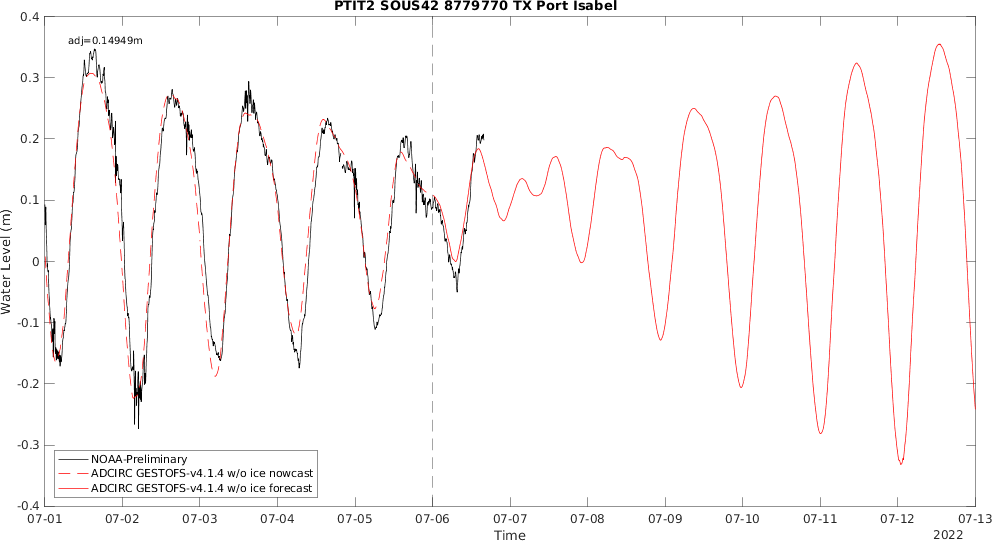 PTIT2 SOUS42 8779770 TX Port Isabel
adj=0.14949m
0.4
0.3
0.2
0.1
0
-0.1
-0.2
-0.3
-0.4
Water Level (m)
NOAA-Preliminary
ADCIRC GESTOFS-v4.1.4 w/o ice nowcast
ADCIRC GESTOFS-v4.1.4 w/o ice forecast
07-01 07-02 07-03 07-04 07-05 07-06 07-07 07-08 07-09 07-10 07-11 07-12 07-13
Time
2022